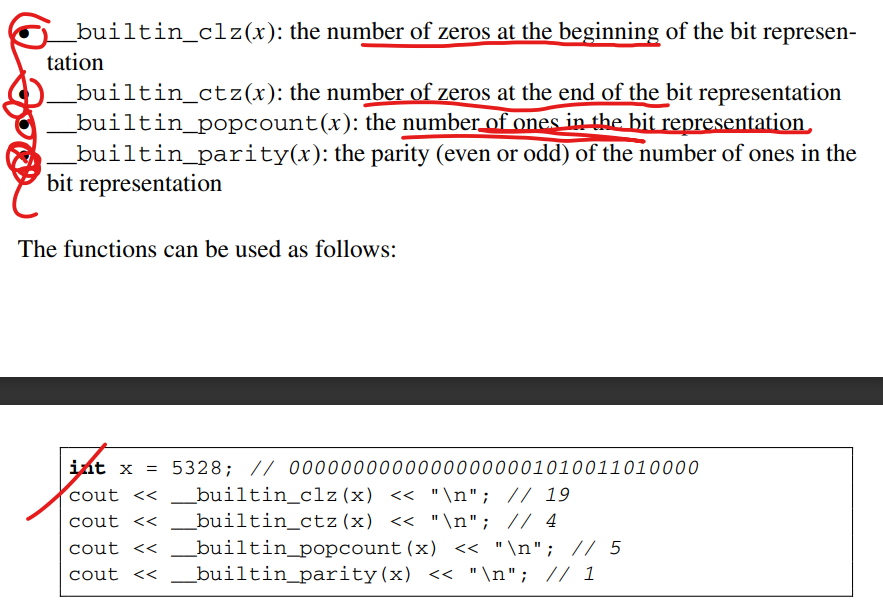 • __builtin_clz(x): the number of zeros at the beginning of the bit represen-
tation
• __builtin_ctz(x): the number of zeros at the end of the bit representation
• __builtin_popcount(x): the number of ones in the bit representation
• __builtin_parity(x): the parity (even or odd) of the number of ones in the
bit representation
The functions can be used as follows:
int x = 5328; // 00000000000000000001010011010000
cout << __builtin_clz(x) << "\n"; // 19
cout << __builtin_ctz(x) << "\n"; // 4
cout << __builtin_popcount(x) << "\n"; // 5
cout << __builtin_parity(x) << "\n"; // 1